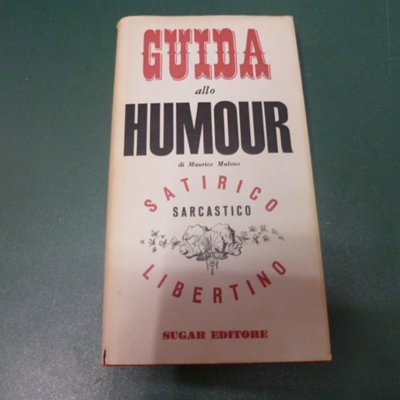 GUIDA
allo
HUMOUR
di Maurice Maloux
SATIRICO
SARCASTICO
LIBERTINO
SUGAR EDITORE